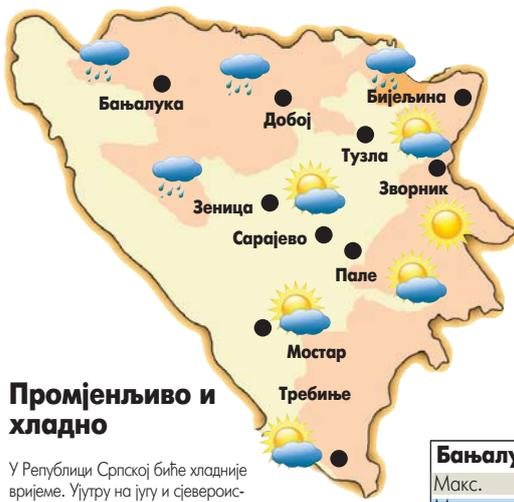 Бањалука
Добој
Бијељина
Тузла
Зворник
Зеница
Сарајево
Пале
Мостар
Требиње
Промјенљиво и
хладно
У Републици Српској биће хладније
вријеме. Ујутру на југу и сјевероис-
Макс.